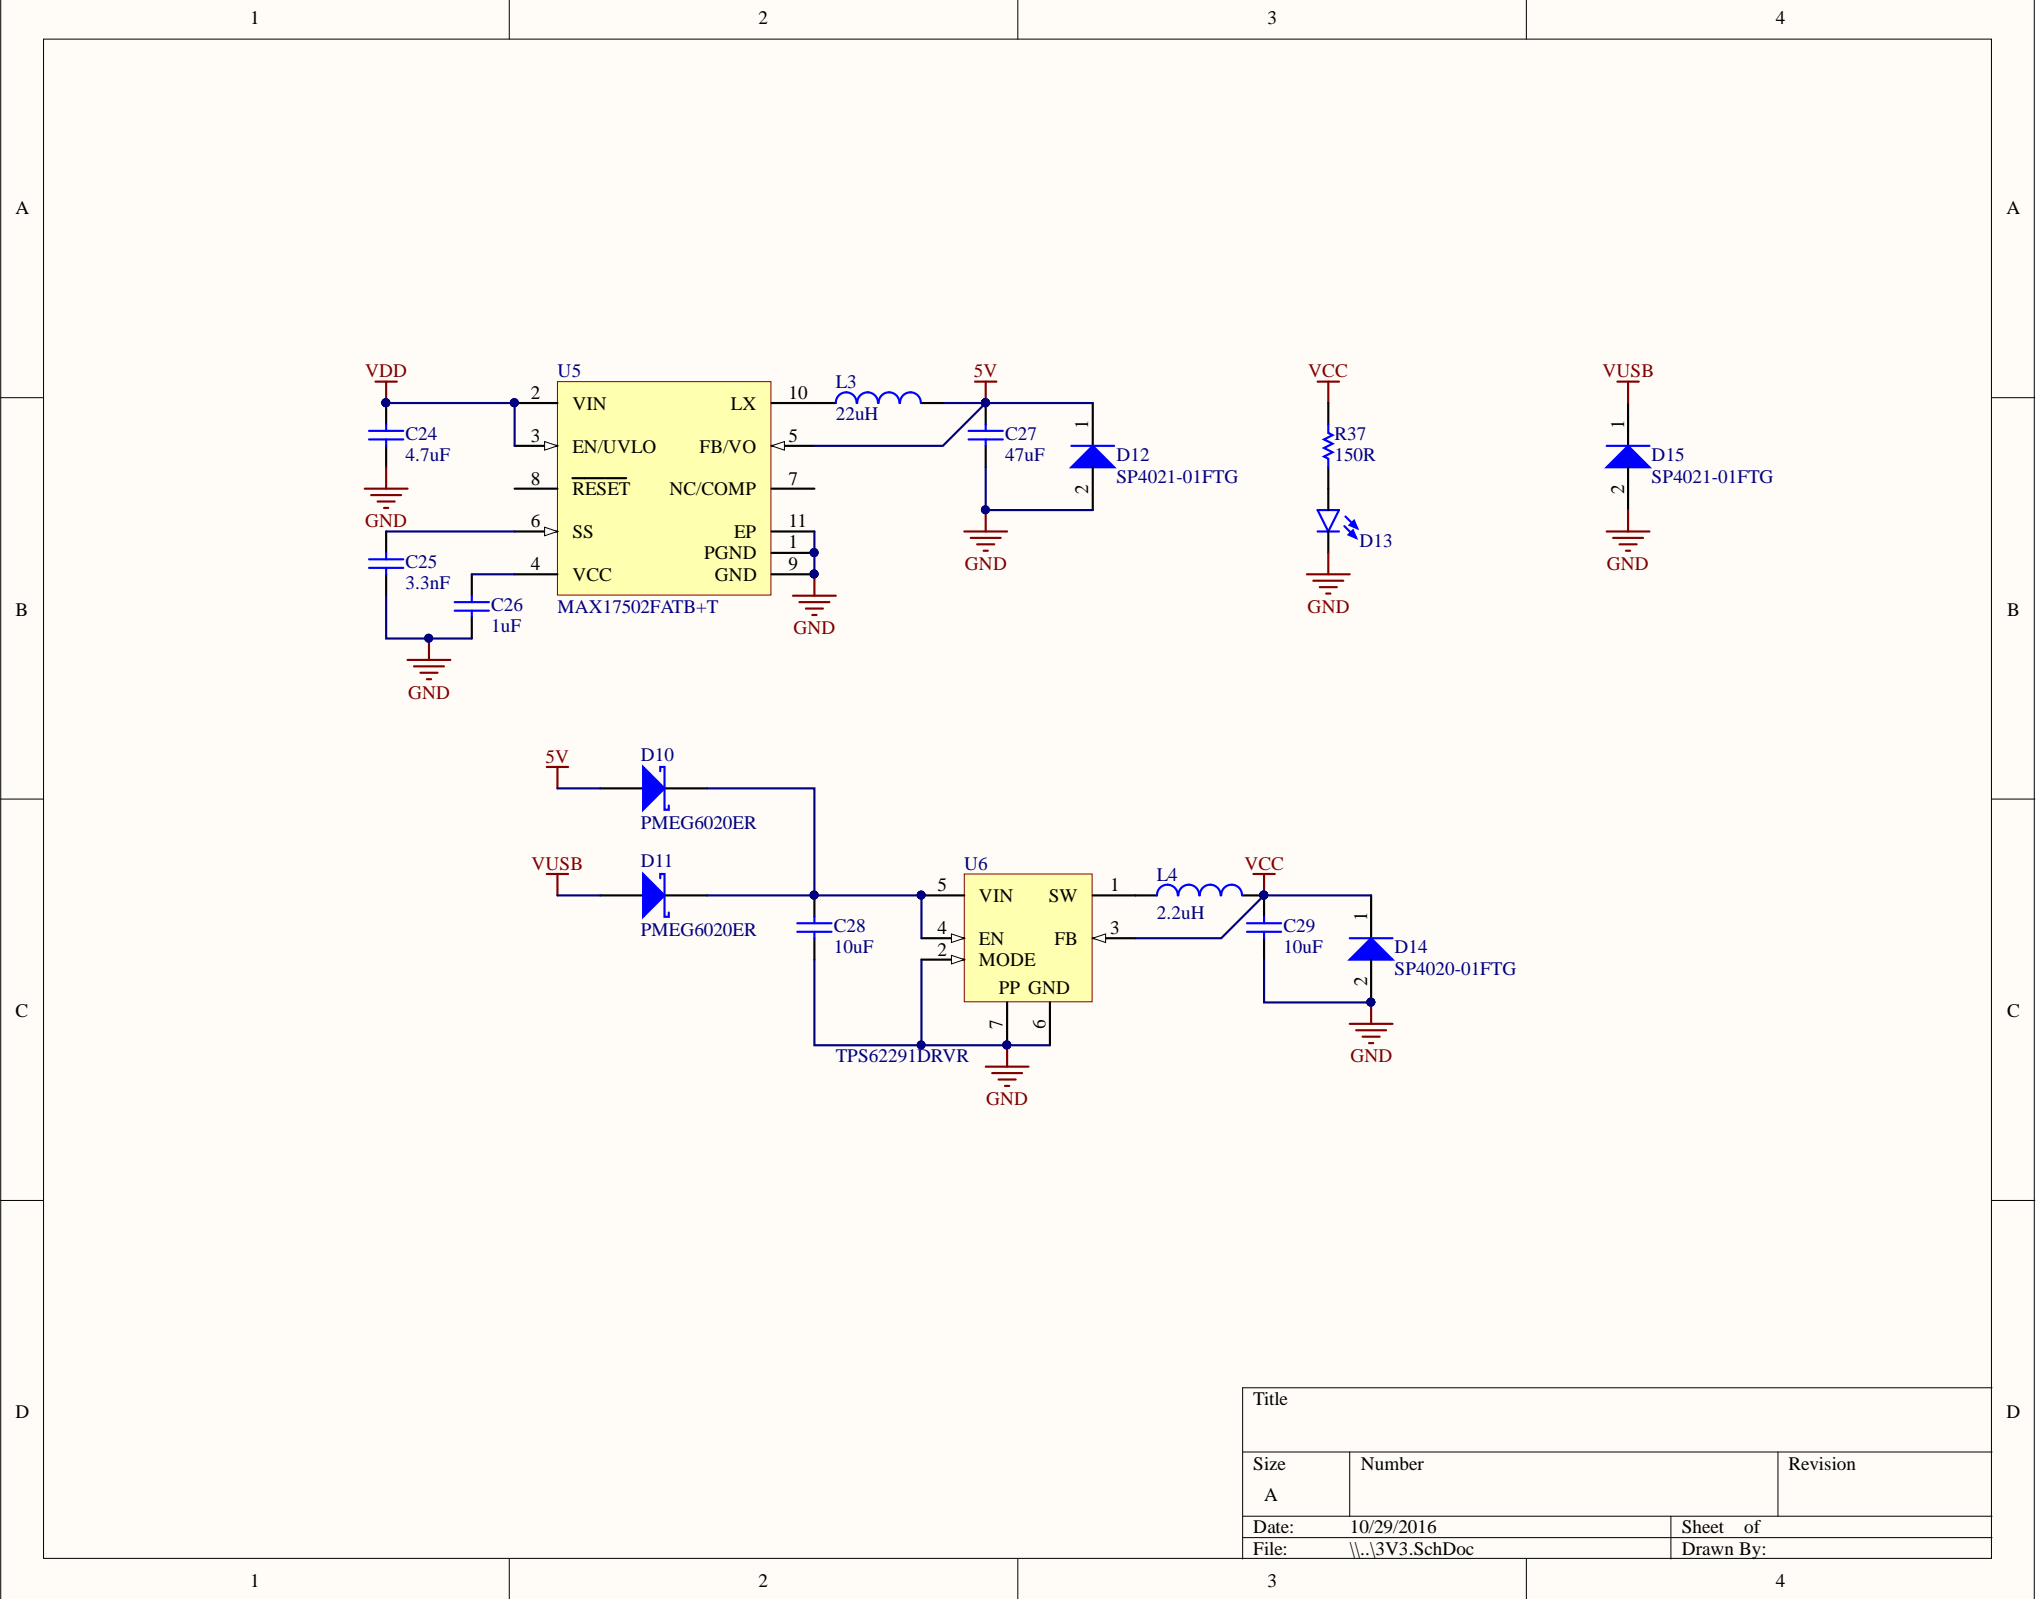 1 2 3 4
A A
VDD U5 5V VCC VUSB
2 VIN LX 10 L3 22uH
3 EN/UVLO FB/VO 5
C24 4.7uF
C27 47uF
1 D12 SP4021-01FTG 2
R37 150R
1 D15 SP4021-01FTG 2
8 RESET NC/COMP 7
GND
6 SS EP 11
PGND 1
4 VCC GND 9
C25 3.3nF
C26 1uF
MAX17502FATB+T
GND
GND
D13
GND
GND
GND
B B
5V D10
PMEG6020ER
VUSB D11
PMEG6020ER
U6
5 VIN SW 1
L4 2.2uH
VCC
4 EN FB 3
2 MODE
PP GND
7 6
C28 10uF
C29 10uF
1 D14 SP4020-01FTG 2
TPS62291DRVR
GND
GND
C C
D D
Title
Size Number Revision
A
Date: 10/29/2016 Sheet of
File: \\..\3V3.SchDoc Drawn By:
1 2 3 4